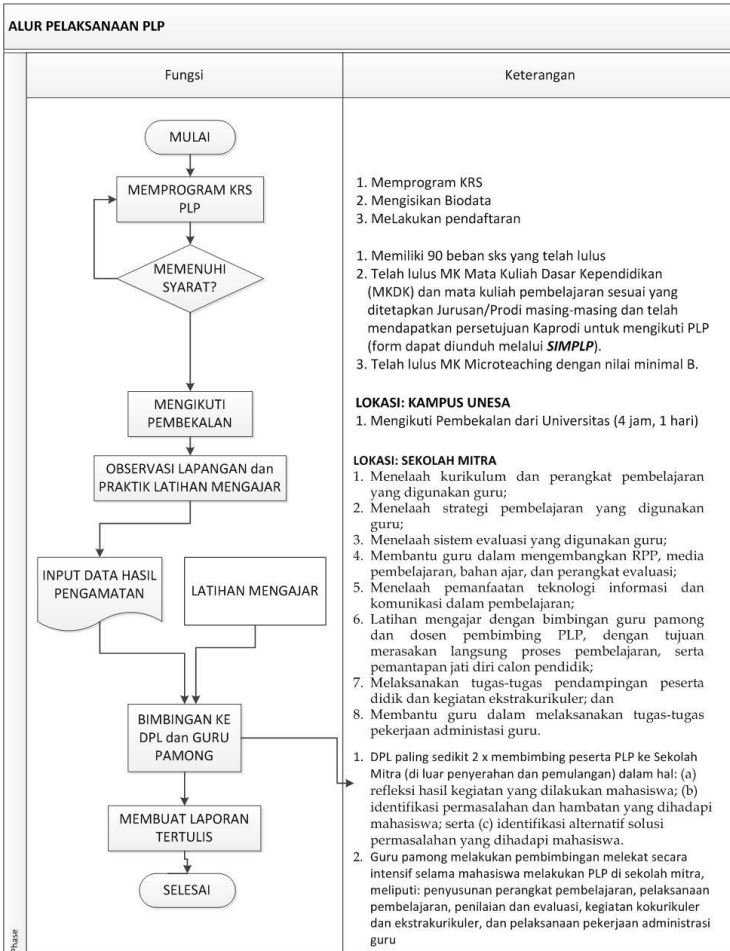 ALUR PELAKSANAAN PLP
Fungsi
Keterangan
MULAI
MEMPROGRAM KRS
PLP
MEMENUHI
SYARAT?
MENGIKUTI
PEMBEKALAN
OBSERVASI LAPANGAN dan
PRAKTIK LATIHAN MENGAJAR
INPUT DATA HASIL
PENGAMATAN
LATIHAN MENGAJAR
BIMBINGAN KE
DPL dan GURU
PAMONG
MEMBUAT LAPORAN
TERTULIS
SELESAI
1. Memprogram KRS
2. Mengisikan Biodata
3. MeLakukan pendaftaran
1. Memiliki 90 beban sks yang telah lulus
2. Telah lulus MK Mata Kuliah Dasar Kependidikan
(MKDK) dan mata kuliah pembelajaran sesuai yang
ditetapkan Jurusan/Prodi masing-masing dan telah
mendapatkan persetujuan Kaprodi untuk mengikuti PLP
(form dapat diunduh melalui SIMPLP).
3. Telah lulus MK Microteaching dengan nilai minimal B.
LOKASI: KAMPUS UNESA
1. Mengikuti Pembekalan dari Universitas (4 jam, 1 hari)
LOKASI: SEKOLAH MITRA
1. Menelaah kurikulum dan perangkat pembelajaran
yang digunakan guru;
2. Menelaah strategi pembelajaran yang digunakan
guru;
3. Menelaah sistem evaluasi yang digunakan guru;
4. Membantu guru dalam mengembangkan RPP, media
pembelajaran, bahan ajar, dan perangkat evaluasi;
5. Menelaah pemanfaatan teknologi informasi dan
komunikasi dalam pembelajaran;
6. Latihan mengajar dengan bimbingan guru pamong
dan dosen pembimbing PLP, dengan tujuan
merasakan langsung proses pembelajaran, serta
pemantapan jati diri calon pendidik;
7. Melaksanakan tugas-tugas pendampingan peserta
didik dan kegiatan ekstrakurikuler; dan
8. Membantu guru dalam melaksanakan tugas-tugas
pekerjaan administasi guru.
1. DPL paling sedikit 2 x membimbing peserta PLP ke Sekolah
Mitra (di luar penyerahan dan pemulangan) dalam hal: (a)
refleksi hasil kegiatan yang dilakukan mahasiswa; (b)
identifikasi permasalahan dan hambatan yang dihadapi
mahasiswa; serta (c) identifikasi alternatif solusi
permasalahan yang dihadapi mahasiswa.
2. Guru pamong melakukan pembimbingan melekat secara
intensif selama mahasiswa melakukan PLP di sekolah mitra,
meliputi: penyusunan perangkat pembelajaran, pelaksanaan
pembelajaran, penilaian dan evaluasi, kegiatan kokurikuler
dan ekstrakurikuler, dan pelaksanaan pekerjaan administrasi
guru
Phase